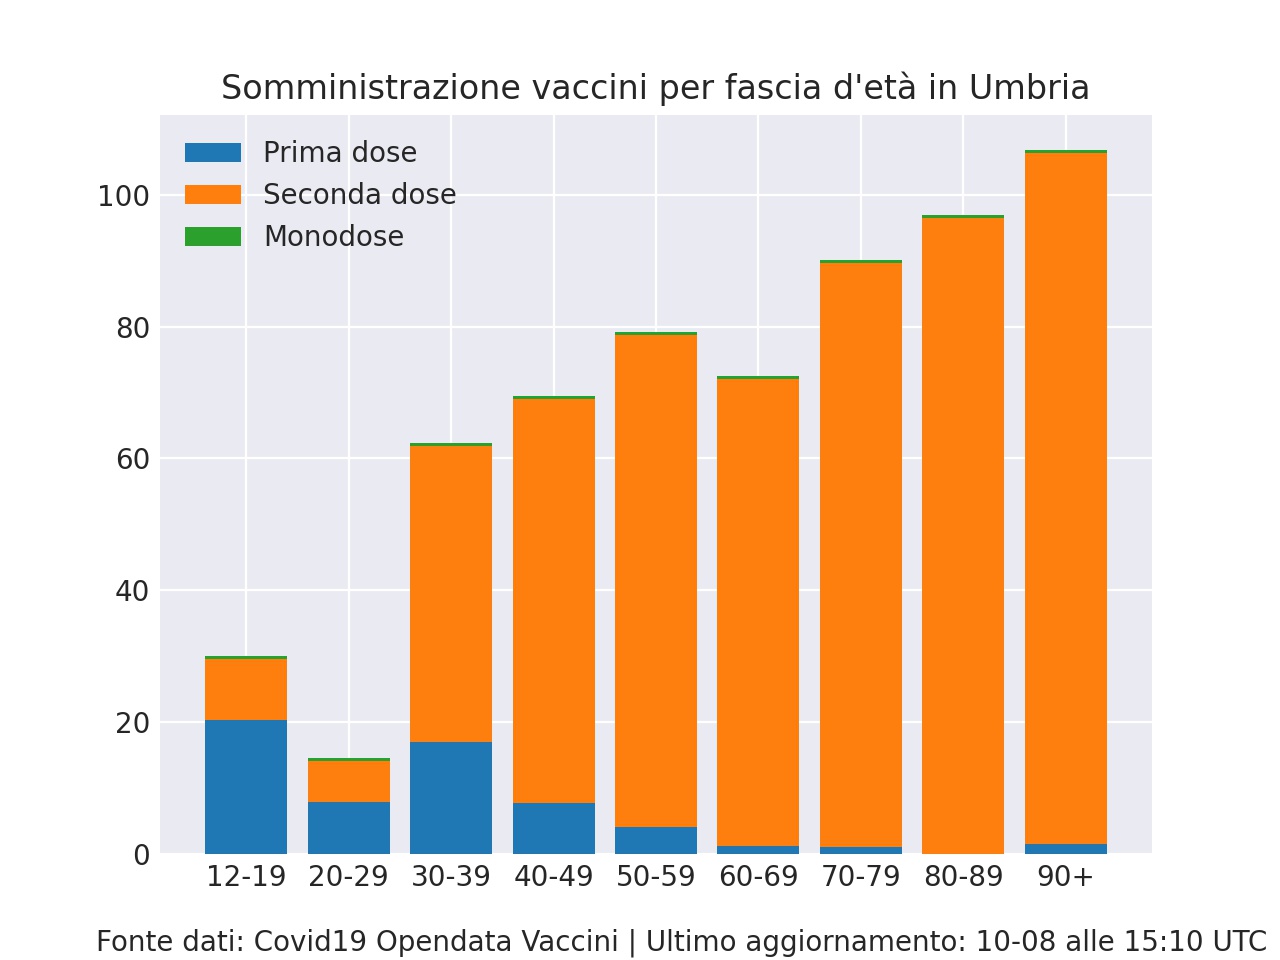 Somministrazione vaccini per fascia d'età in Umbria
Prima dose
Seconda dose
Monodose
100
80
60
40
20
0
12-19 20-29 30-39 40-49 50-59 60-69 70-79 80-89 90+
Fonte dati: Covid19 Opendata Vaccini | Ultimo aggiornamento: 10-08 alle 15:10 UTC